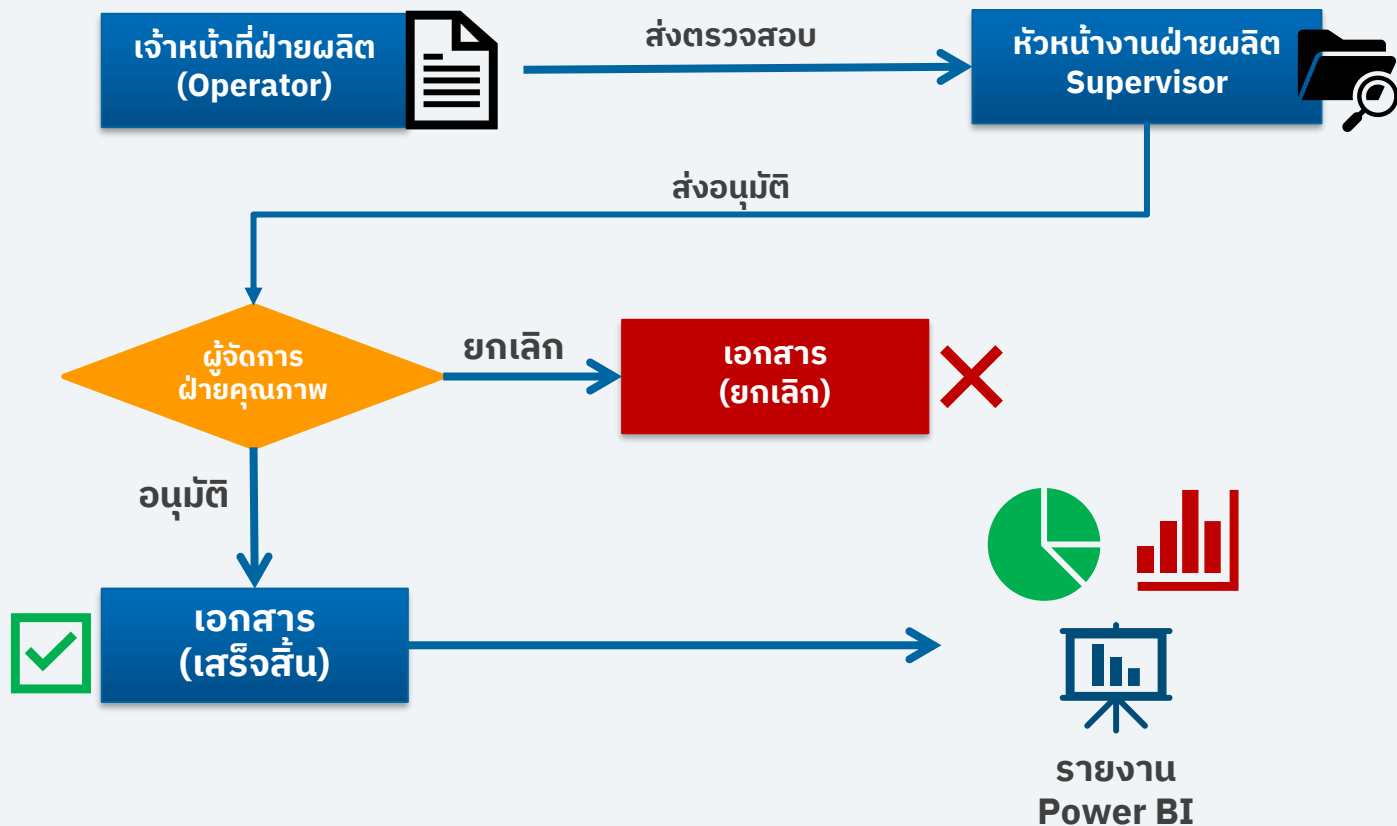 เจ้าหน้าที่ฝ่ายผลิต
(Operator)
ส่งตรวจสอบ
หัวหน้างานฝ่ายผลิต
Supervisor
ส่งอนุมัติ
ผู้จัดการ
ฝ่ายคุณภาพ
ยกเลิก
เอกสาร
(ยกเลิก)
อนุมัติ
เอกสาร
(เสร็จสิ้น)
รายงาน
Power BI